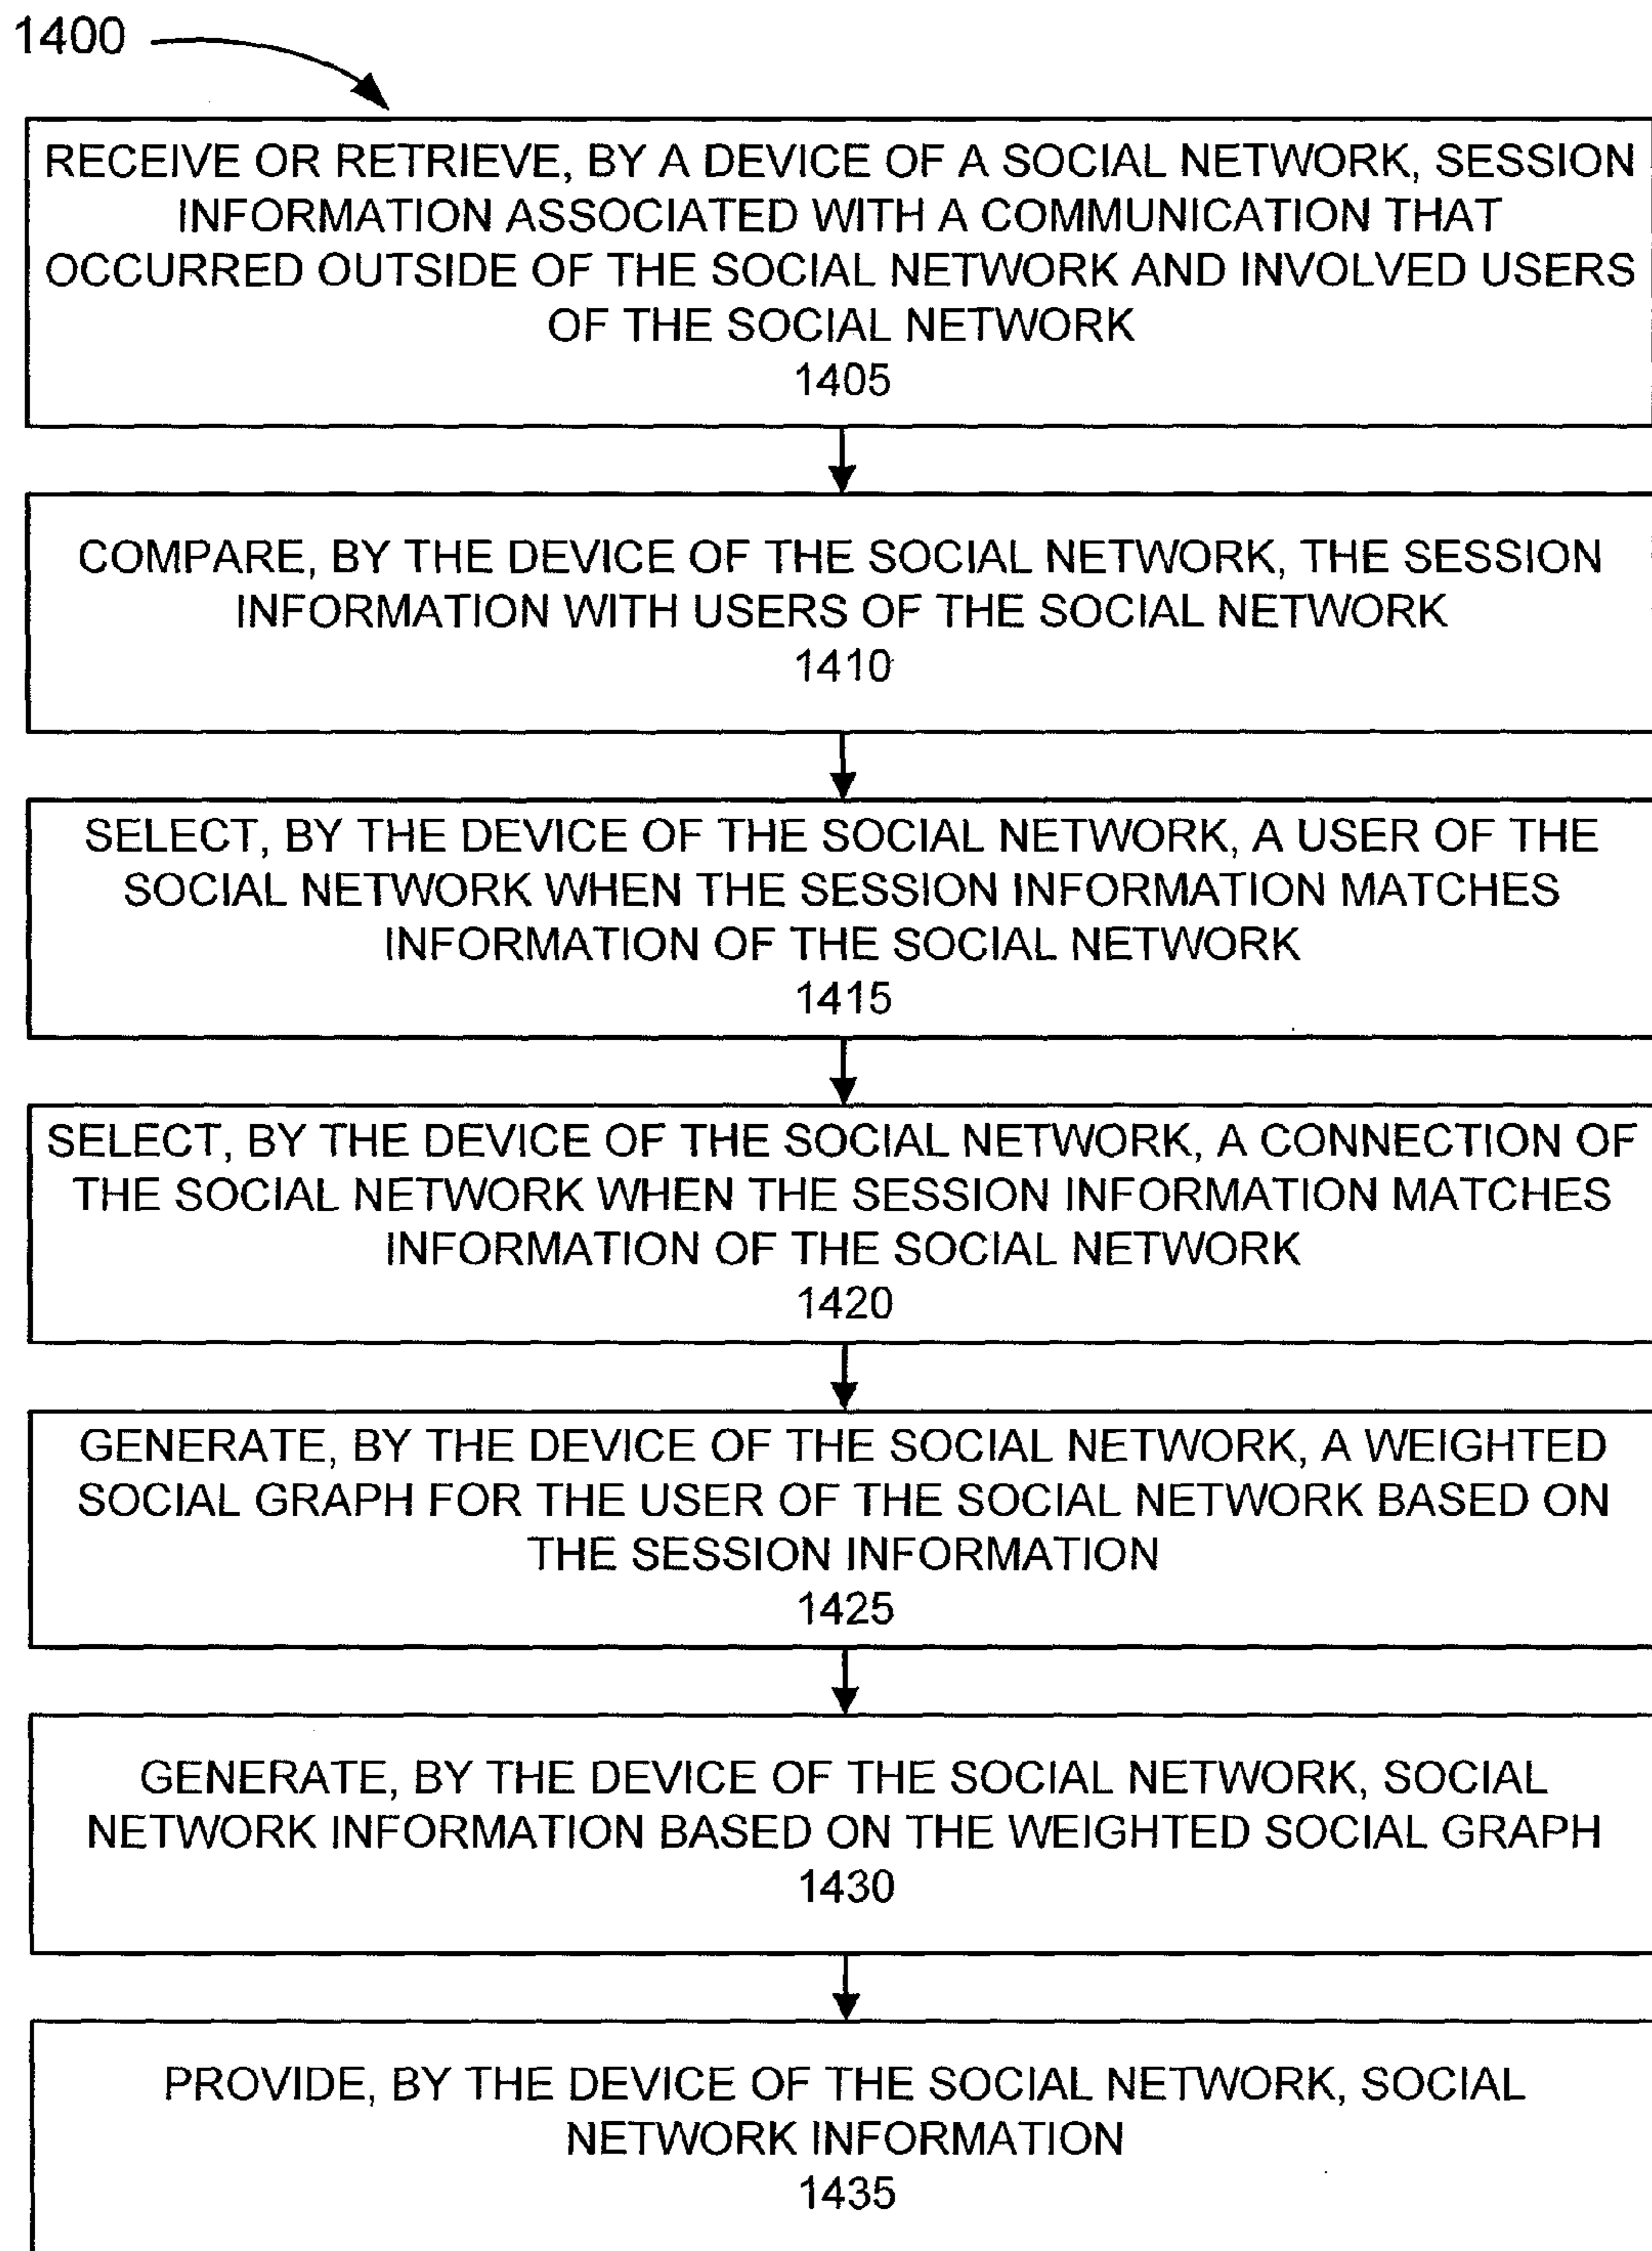 1400
RECEIVE OR RETRIEVE, BY A DEVICE OF A SOCIAL NETWORK, SESSION
INFORMATION ASSOCIATED WITH A COMMUNICATION THAT
OCCURRED OUTSIDE OF THE SOCIAL NETWORK AND INVOLVED USERS
OF THE SOCIAL NETWORK
1405
COMPARE, BY THE DEVICE OF THE SOCIAL NETWORK, THE SESSION
INFORMATION WITH USERS OF THE SOCIAL NETWORK
1410
SELECT, BY THE DEVICE OF THE SOCIAL NETWORK, A USER OF THE
SOCIAL NETWORK WHEN THE SESSION INFORMATION MATCHES
INFORMATION OF THE SOCIAL NETWORK
1415
SELECT, BY THE DEVICE OF THE SOCIAL NETWORK, A CONNECTION OF
THE SOCIAL NETWORK WHEN THE SESSION INFORMATION MATCHES
INFORMATION OF THE SOCIAL NETWORK
1420
GENERATE, BY THE DEVICE OF THE SOCIAL NETWORK, A WEIGHTED
SOCIAL GRAPH FOR THE USER OF THE SOCIAL NETWORK BASED ON
THE SESSION INFORMATION
1425
GENERATE, BY THE DEVICE OF THE SOCIAL NETWORK, SOCIAL
NETWORK INFORMATION BASED ON THE WEIGHTED SOCIAL GRAPH
1430
PROVIDE, BY THE DEVICE OF THE SOCIAL NETWORK, SOCIAL
NETWORK INFORMATION
1435